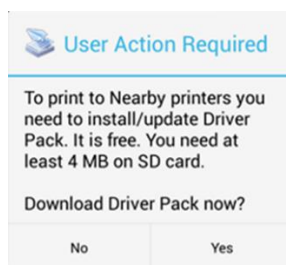 User Action Required
To print to Nearby printers you
need to install/update Driver
Pack. It is free. You need at
least 4 MB on SD card.
Download Driver Pack now?
No Yes